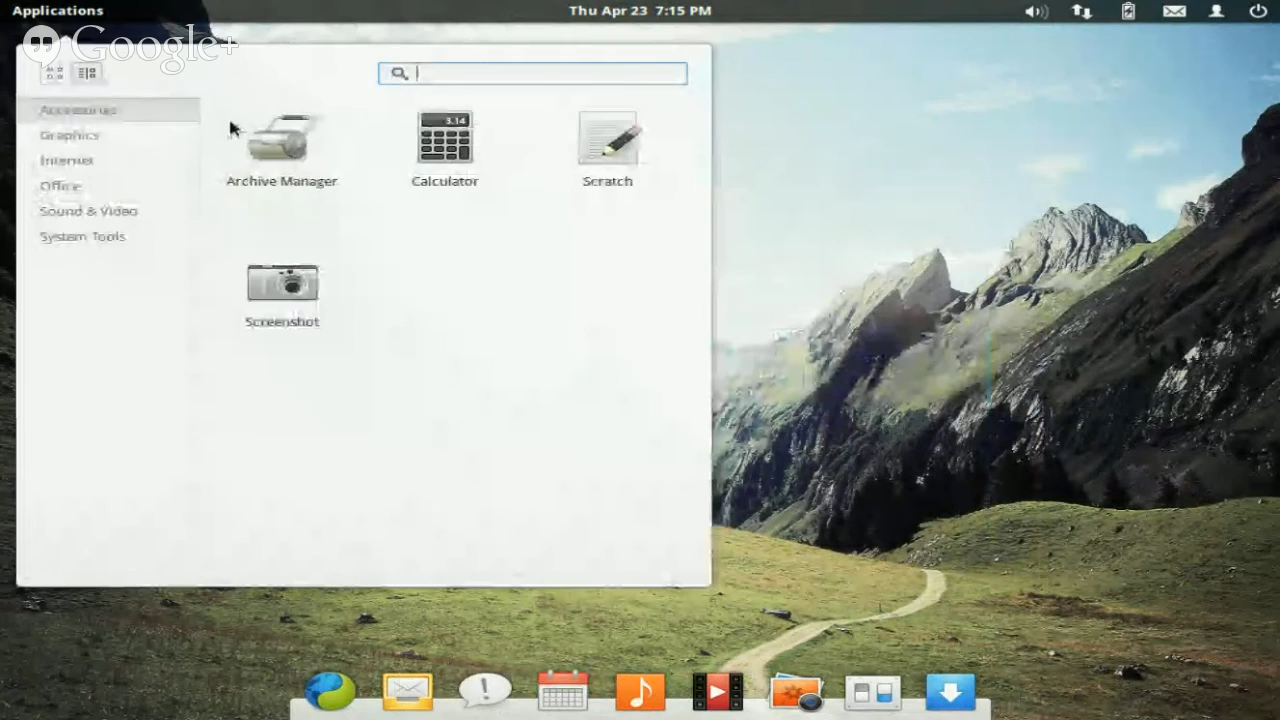 Applications
Thu Apr 23 7:15 PM
Google+
Accessories
Graphics
Internet
Office
Sound & Video
System Tools
3.14
Archive Manager
Calculator
Scratch
Screenshot